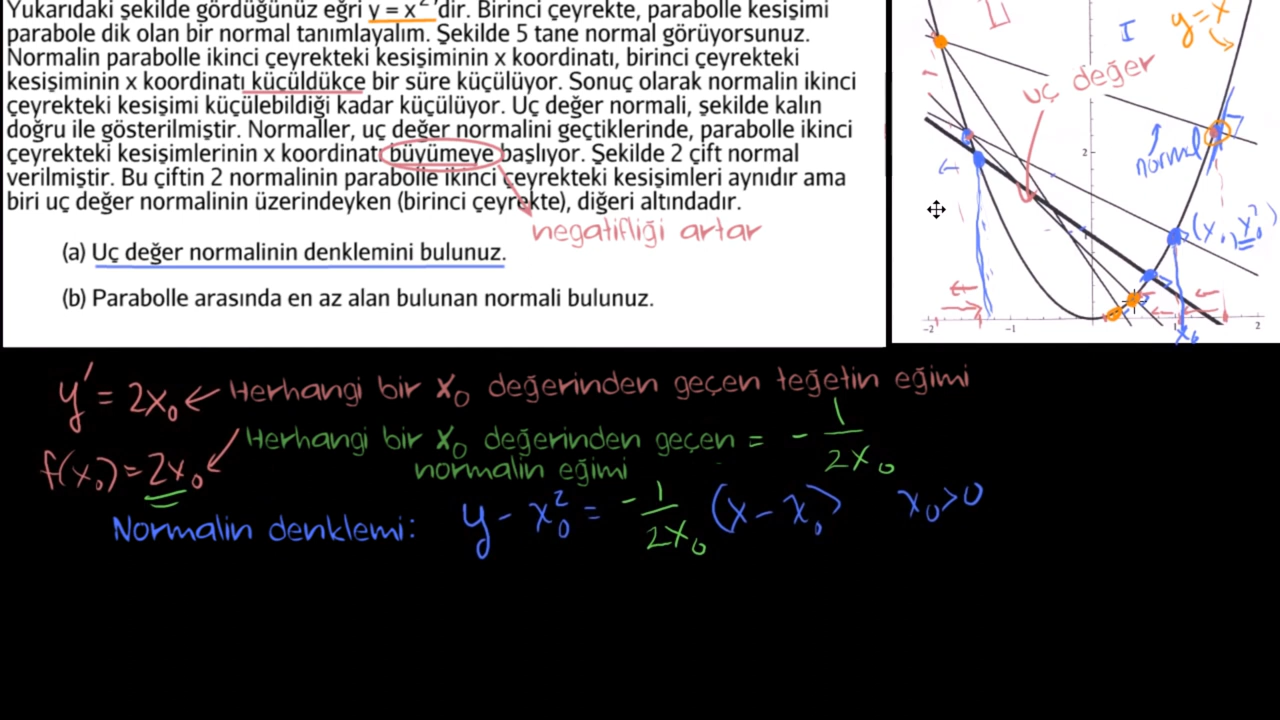 Yukarıdaki şekilde gördüğünüz eğri y = x² 'dir. Birinci çeyrekte, parabolle kesişimi
parabole dik olan bir normal tanımlayalım. Şekilde 5 tane normal görüyorsunuz.
Normalin parabolle ikinci çeyrekteki kesişiminin x koordinatı, birinci çeyrekteki
kesişiminin x koordinatı küçüldükçe bir süre küçülüyor. Sonuç olarak normalin ikinci
çeyrekteki kesişimi küçülebildiği kadar küçülüyor. Uç değer normali, şekilde kalın
doğru ile gösterilmiştir. Normaller, uç değer normalini geçtiklerinde, parabolle ikinci
çeyrekteki kesişimlerinin x koordinatı büyümeye başlıyor. Şekilde 2 çift normal
verilmiştir. Bu çiftin 2 normalinin parabolle ikinci çeyrekteki kesişimleri aynıdır ama
biri uç değer normalinin üzerindeyken (birinci çeyrekte), diğeri altındadır.
negatifliği artar
(a) Uç değer normalinin denklemini bulunuz.
(b) Parabolle arasında en az alan bulunan normali bulunuz.
I
y = x
uç değer
normal
2
(x₀, x₀²)
-2 -1 1 2
x₀
y' = 2x₀ ← Herhangi bir x₀ değerinden geçen teğetin eğimi
f(x₀) = 2x₀ Herhangi bir x₀ değerinden geçen = - 1/2x₀
normalin eğimi
Normalin denklemi: y - x₀² = -1/2x₀ (x - x₀) x₀>0